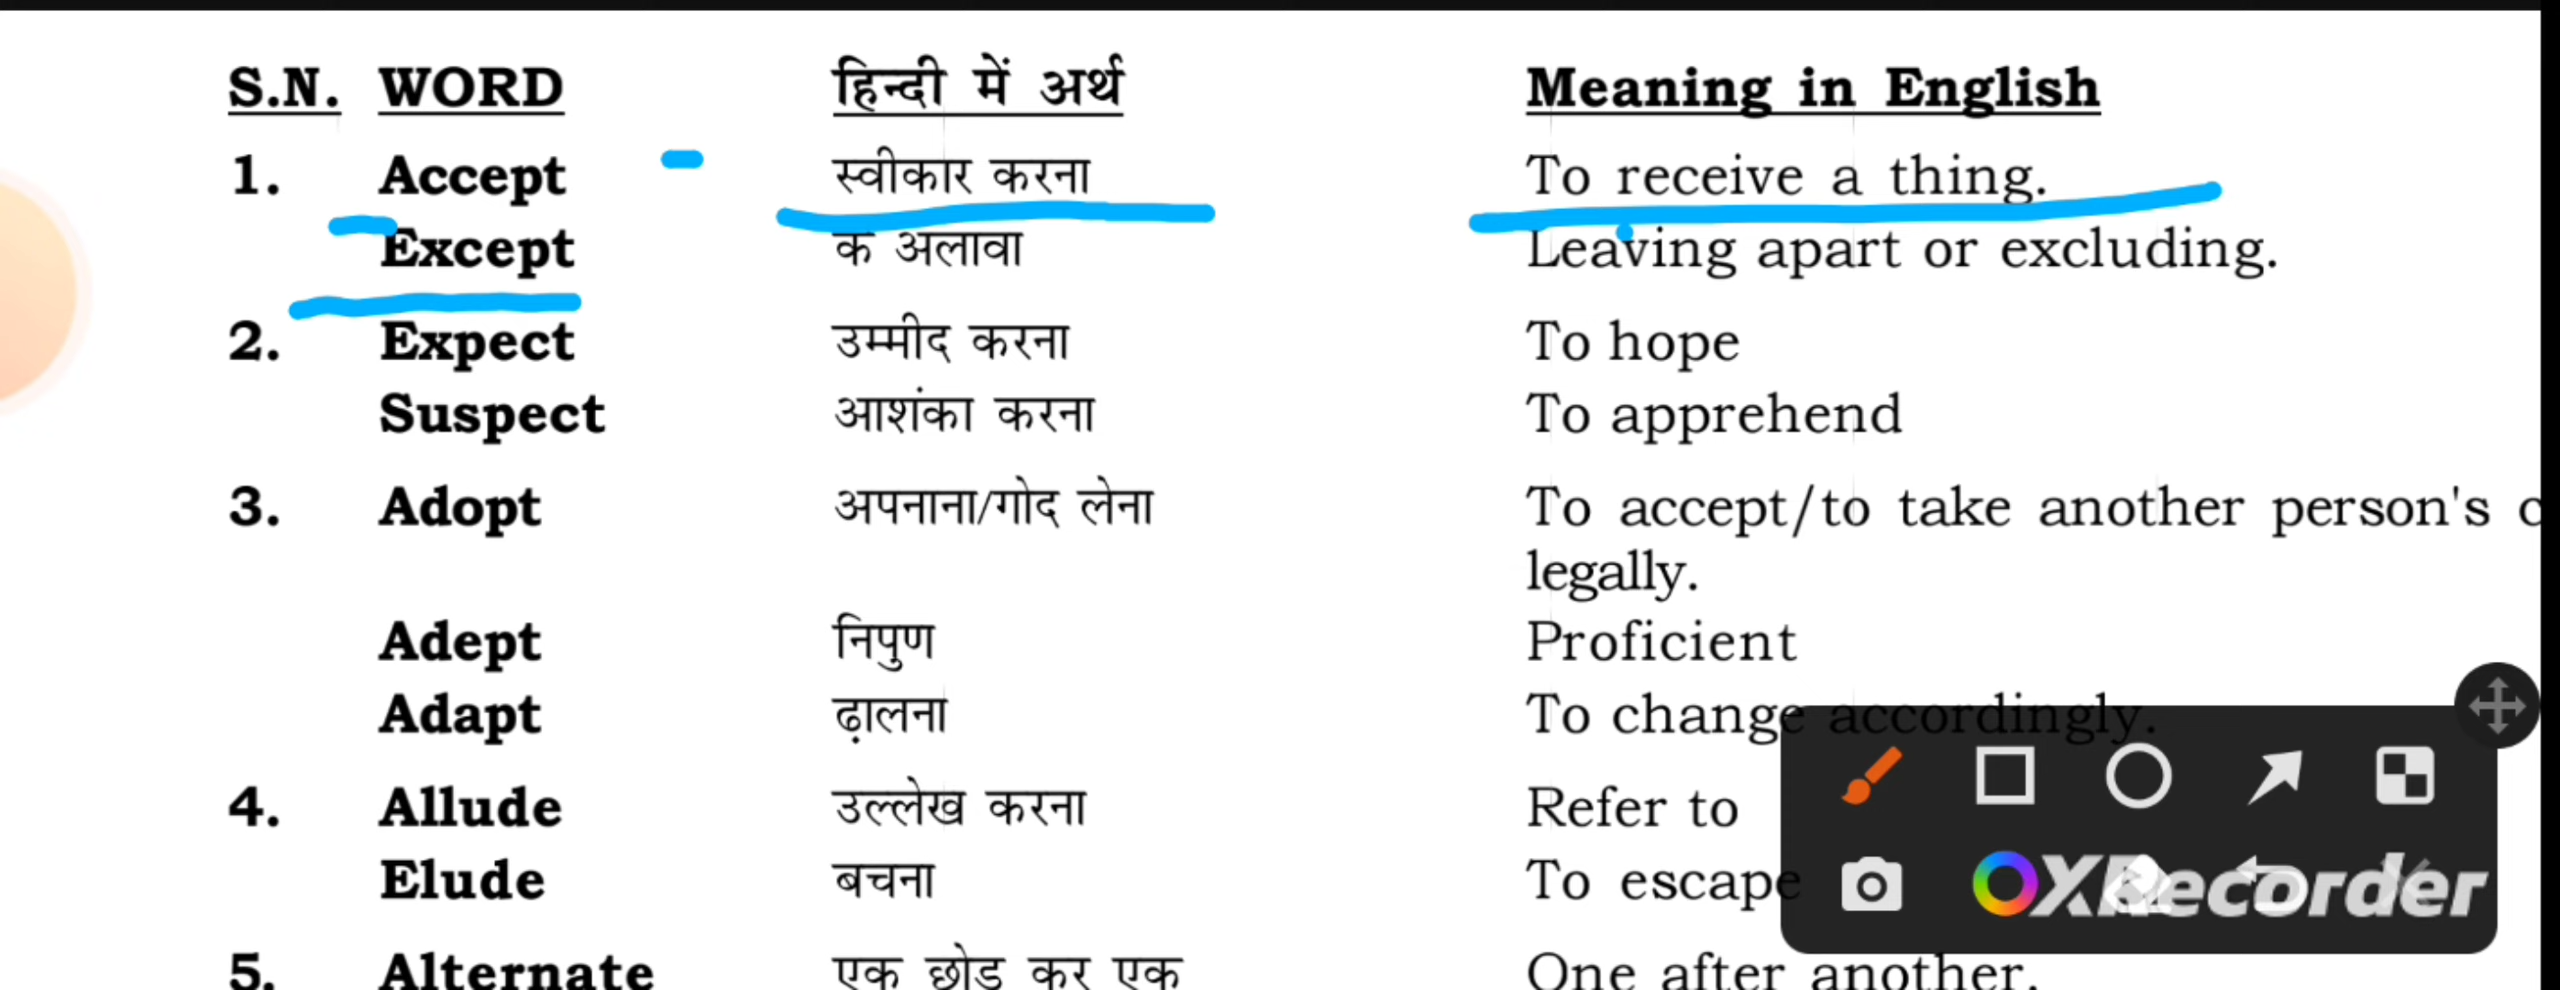 S.N. WORD हिन्दी में अर्थ Meaning in English
1. Accept स्वीकार करना To receive a thing.
Except के अलावा Leaving apart or excluding.
2. Expect उम्मीद करना To hope
Suspect आशंका करना To apprehend
3. Adopt अपनाना/गोद लेना To accept/to take another person's
legally.
Adept निपुण Proficient
Adapt ढ़ालना To change accordingly.
4. Allude उल्लेख करना Refer to
Elude बचना To escape
XRecorder
5. Alternate एक छोड़ कर एक One after another.